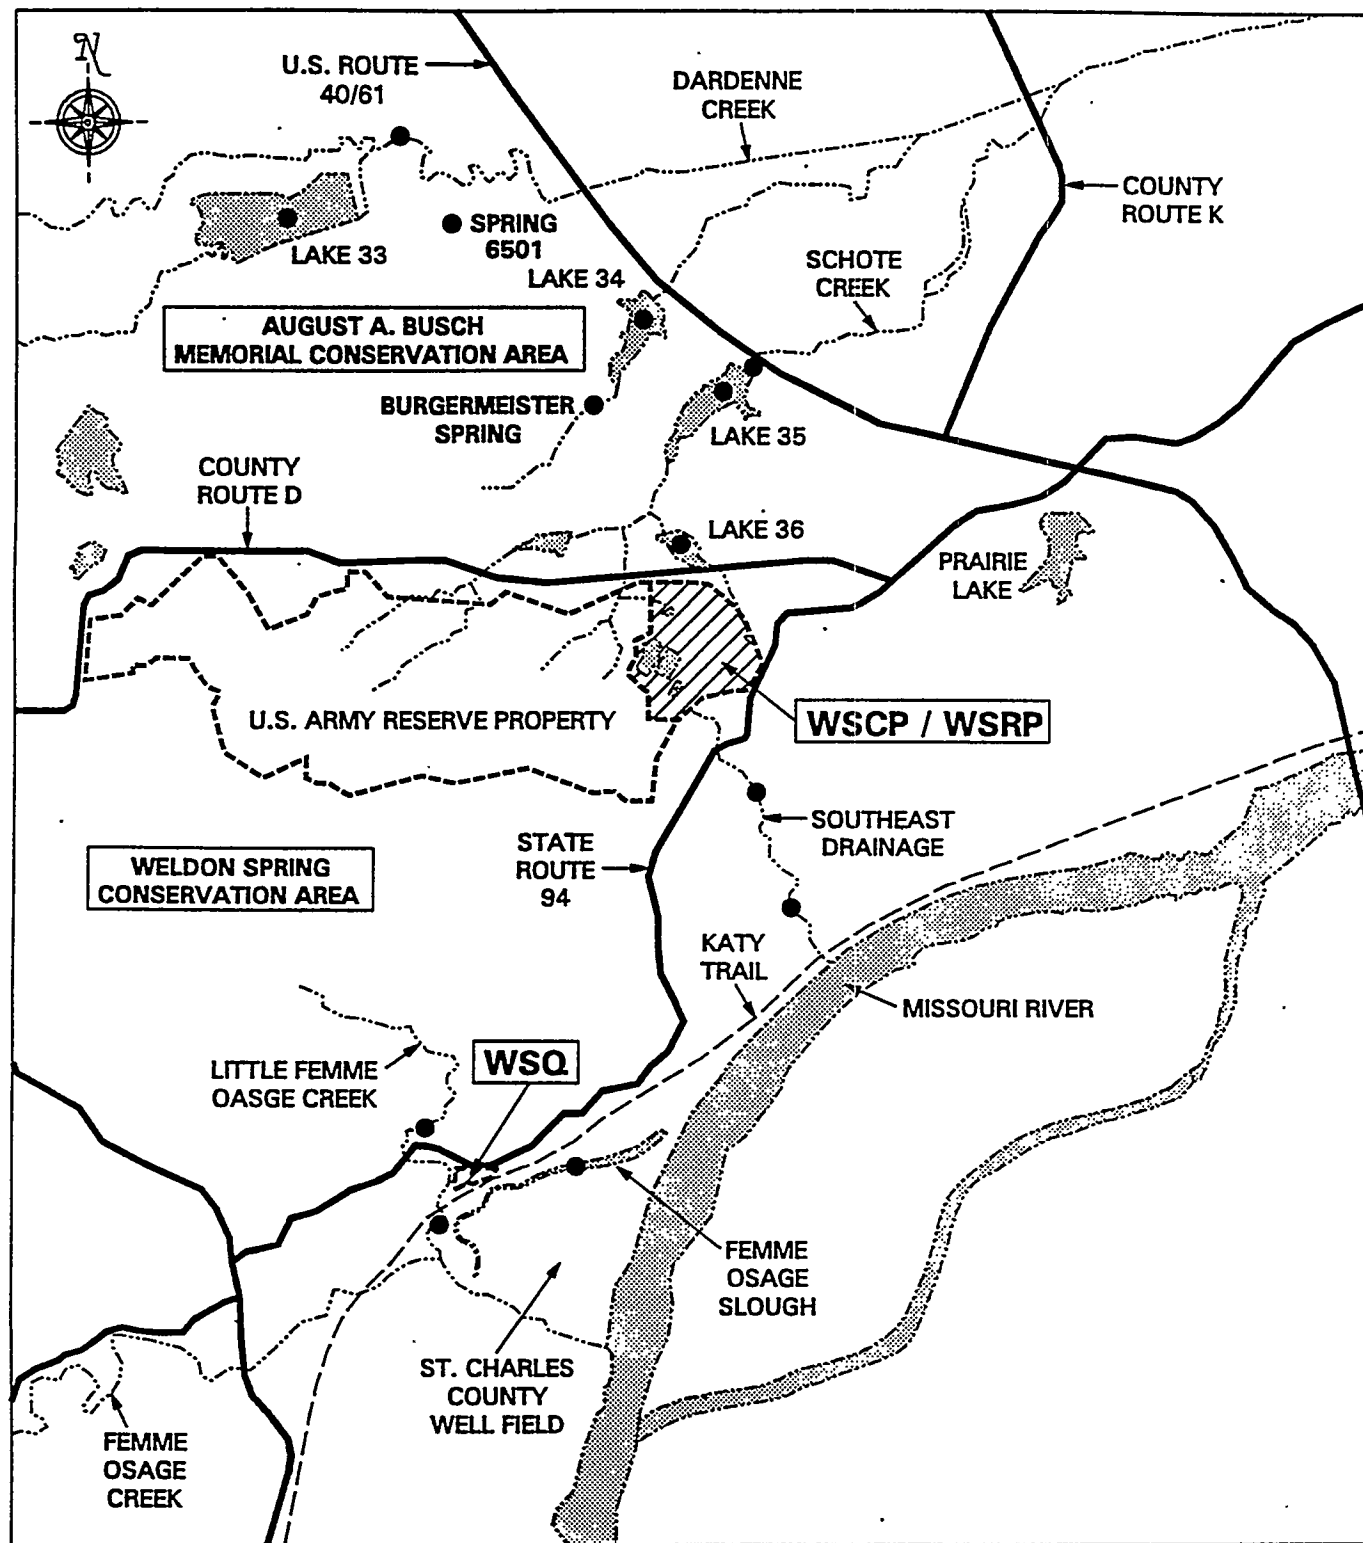 N
U.S. ROUTE
40/61
DARDENNE
CREEK
COUNTY
ROUTE K
SPRING
6501
LAKE 33
LAKE 34
SCHOTE
CREEK
AUGUST A. BUSCH
MEMORIAL CONSERVATION AREA
BURGERMEISTER
SPRING
LAKE 35
COUNTY
ROUTE D
LAKE 36
PRAIRIE
LAKE
U.S. ARMY RESERVE PROPERTY
WSCP / WSRP
SOUTHEAST
DRAINAGE
STATE
ROUTE
94
WELDON SPRING
CONSERVATION AREA
KATY
TRAIL
MISSOURI RIVER
WSQ
LITTLE FEMME
OASGE CREEK
FEMME
OSAGE
SLOUGH
ST. CHARLES
COUNTY
WELL FIELD
FEMME
OSAGE
CREEK